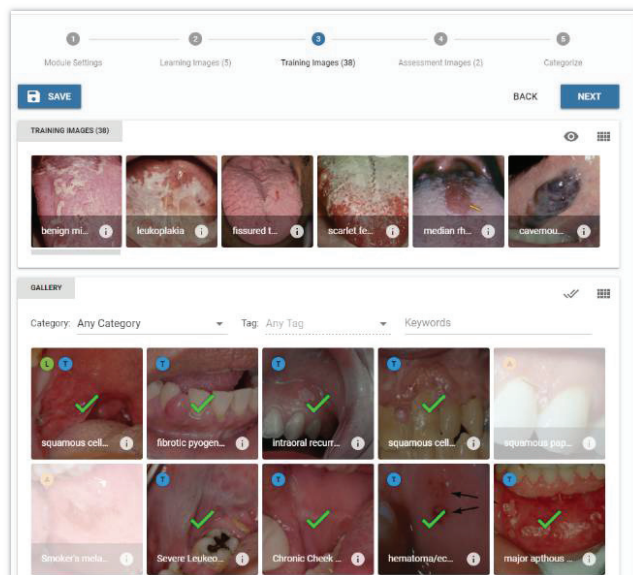 1 2 3 4 5
Module Settings Learning Images (5) Training Images (38) Assessment Images (2) Categorize
SAVE BACK NEXT
TRAINING IMAGES (38)
benign mi... i leukoplakia i fissured t... i scarlet fe... i median rh... i cavernou... i
GALLERY
Category: Any Category Tag: Any Tag Keywords
L T T T T A
squamous cell... i fibrotic pyogen... i intraoral recurr... i squamous cell... i squamous pap... i
A T T T T
Smoker's mela... i Severe Leukeo... i Chronic Cheek ... i hematoma/ec... i major apthous ... i